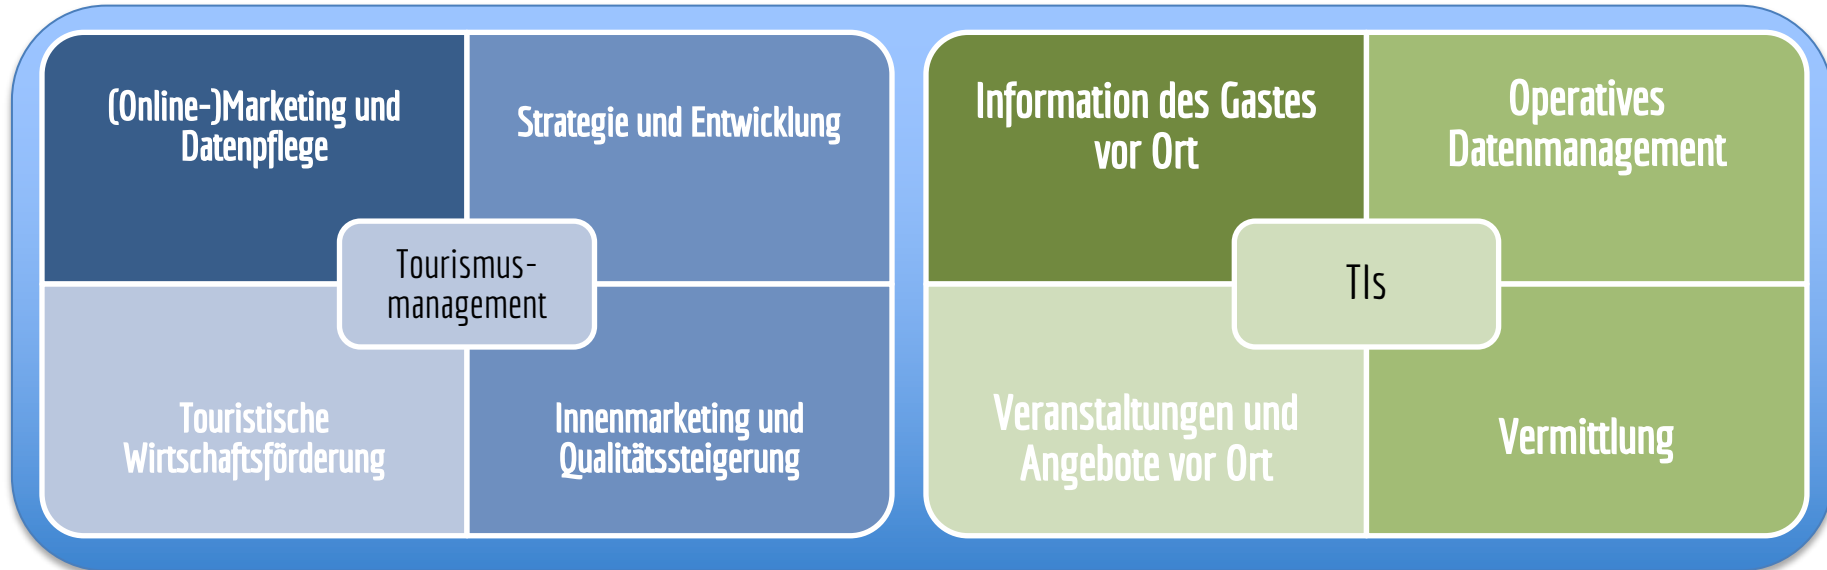 (Online-)Marketing und
Datenpflege
Strategie und Entwicklung
Tourismus-
management
Touristische
Wirtschaftsförderung
Innenmarketing und
Qualitätssteigerung
Information des Gastes
vor Ort
Operatives
Datenmanagement
TIs
Veranstaltungen und
Angebote vor Ort
Vermittlung